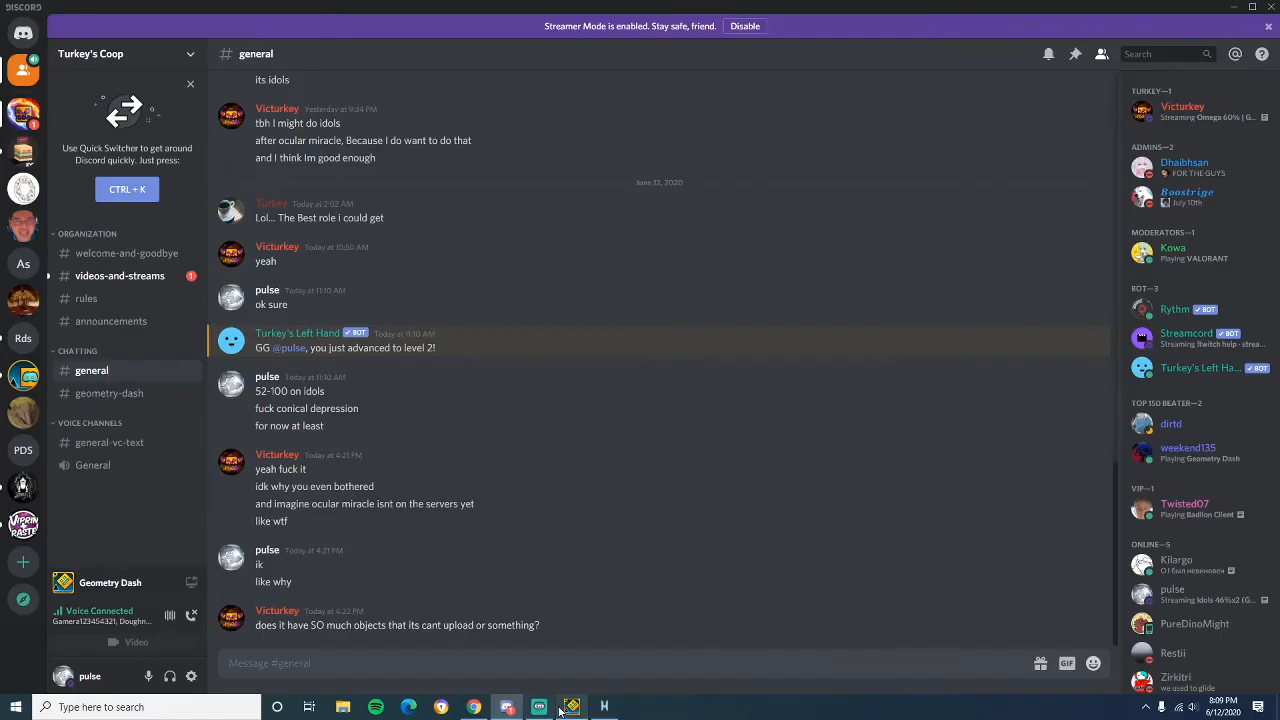 DISCORD
Streamer Mode is enabled. Stay safe, friend. Disable
Turkey's Coop
# general
Search
Use Quick Switcher to get around
Discord quickly. Just press:
CTRL + K
ORGANIZATION
# welcome-and-goodbye
# videos-and-streams 1
# rules
# announcements
CHATTING
# general
# geometry-dash
VOICE CHANNELS
# general-vc-text
General
1
As
Rds
PDS
Geometry Dash
Voice Connected
Gamera123454321, Doughn...
Video
pulse
its idols
Victurkey Yesterday at 9:34 PM
tbh I might do idols
after ocular miracle, Because I do want to do that
and I think Im good enough
June 12, 2020
Turkey Today at 2:02 AM
Lol... The Best role i could get
Victurkey Today at 10:50 AM
yeah
pulse Today at 11:10 AM
ok sure
Turkey's Left Hand ✓ BOT Today at 11:10 AM
GG @pulse, you just advanced to level 2!
pulse Today at 11:10 AM
52-100 on idols
fuck conical depression
for now at least
Victurkey Today at 4:21 PM
yeah fuck it
idk why you even bothered
and imagine ocular miracle isnt on the servers yet
like wtf
pulse Today at 4:21 PM
ik
like why
Victurkey Today at 4:22 PM
does it have SO much objects that its cant upload or something?
Message #general
GIF
TURKEY—1
Victurkey
Streaming Omega 60% | G...
ADMINS—2
Dhaibhsan
FOR THE GUYS
Boostrige
July 10th
MODERATORS—1
Kowa
Playing VALORANT
BOT—3
Rythm ✓ BOT
Streamcord ✓ BOT
Streaming !twitch help · strea...
Turkey's Left Ha... ✓ BOT
TOP 150 BEATER—2
dirtd
weekend135
Playing Geometry Dash
VIP—1
Twisted07
Playing Badlion Client
ONLINE—5
Kilargo
О I был невиновен
pulse
Streaming Idols 46%x2 (G...
PureDinoMight
Restii
Zirkitri
we used to glide
Type here to search
8:09 PM
6/12/2020